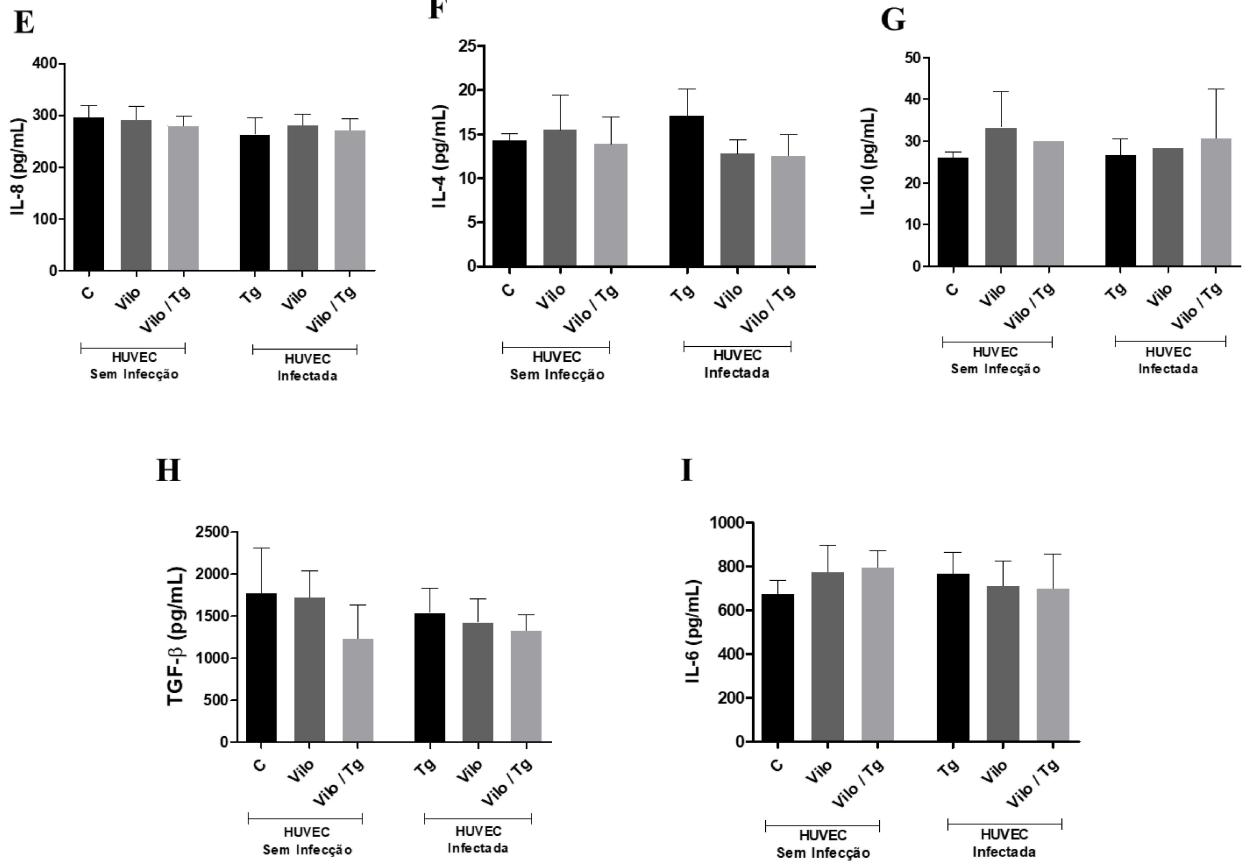 E
IL-8 (pg/mL)
400
300
200
100
0
C
Vilo
Vilo / Tg
Tg
Vilo
Vilo / Tg
HUVEC
Sem Infecção
HUVEC
Infectada
F
IL-4 (pg/mL)
25
20
15
10
5
0
C
Vilo
Vilo / Tg
Tg
Vilo
Vilo / Tg
HUVEC
Sem Infecção
HUVEC
Infectada
G
IL-10 (pg/mL)
50
40
30
20
10
0
C
Vilo
Vilo / Tg
Tg
Vilo
Vilo / Tg
HUVEC
Sem Infecção
HUVEC
Infectada
H
TGF-β (pg/mL)
2500
2000
1500
1000
500
0
C
Vilo
Vilo / Tg
Tg
Vilo
Vilo / Tg
HUVEC
Sem Infecção
HUVEC
Infectada
I
IL-6 (pg/mL)
1000
800
600
400
200
0
C
Vilo
Vilo / Tg
Tg
Vilo
Vilo / Tg
HUVEC
Sem Infecção
HUVEC
Infectada